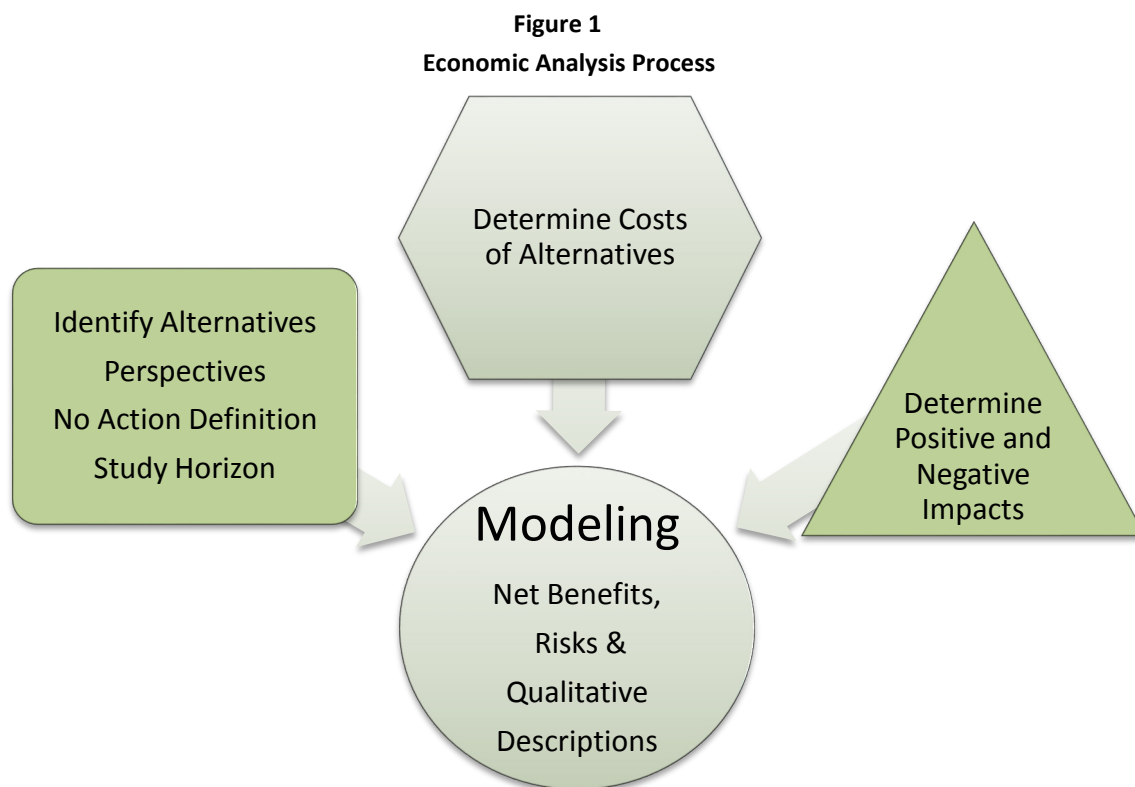 Figure 1
Economic Analysis Process
Determine Costs
of Alternatives
Identify Alternatives
Perspectives
No Action Definition
Study Horizon
Determine
Positive and
Negative
Impacts
Modeling
Net Benefits,
Risks &
Qualitative
Descriptions